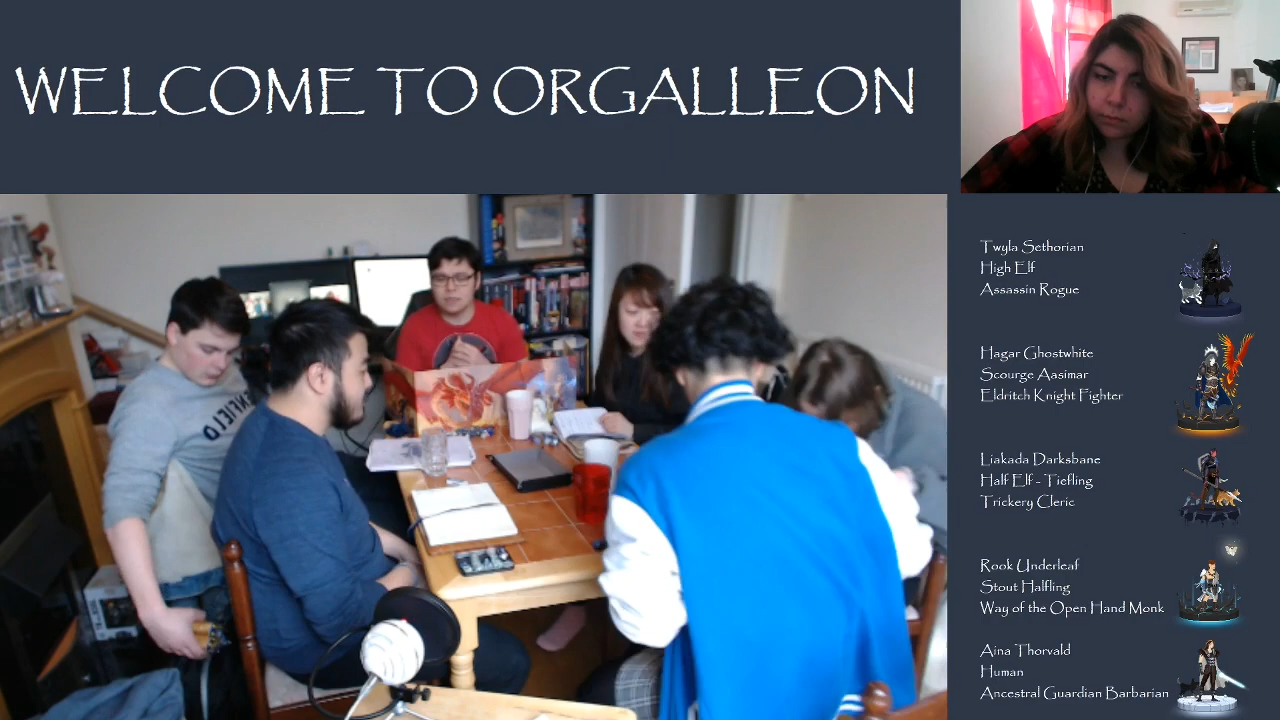 WELCOME TO ORGALLEON
Twyla Sethorian
High Elf
Assassin Rogue
Hagar Ghostwhite
Scourge Aasimar
Eldritch Knight Fighter
Liakada Darksbane
Half Elf - Tiefling
Trickery Cleric
Rook Underleaf
Stout Halfling
Way of the Open Hand Monk
Aina Thorvald
Human
Ancestral Guardian Barbarian